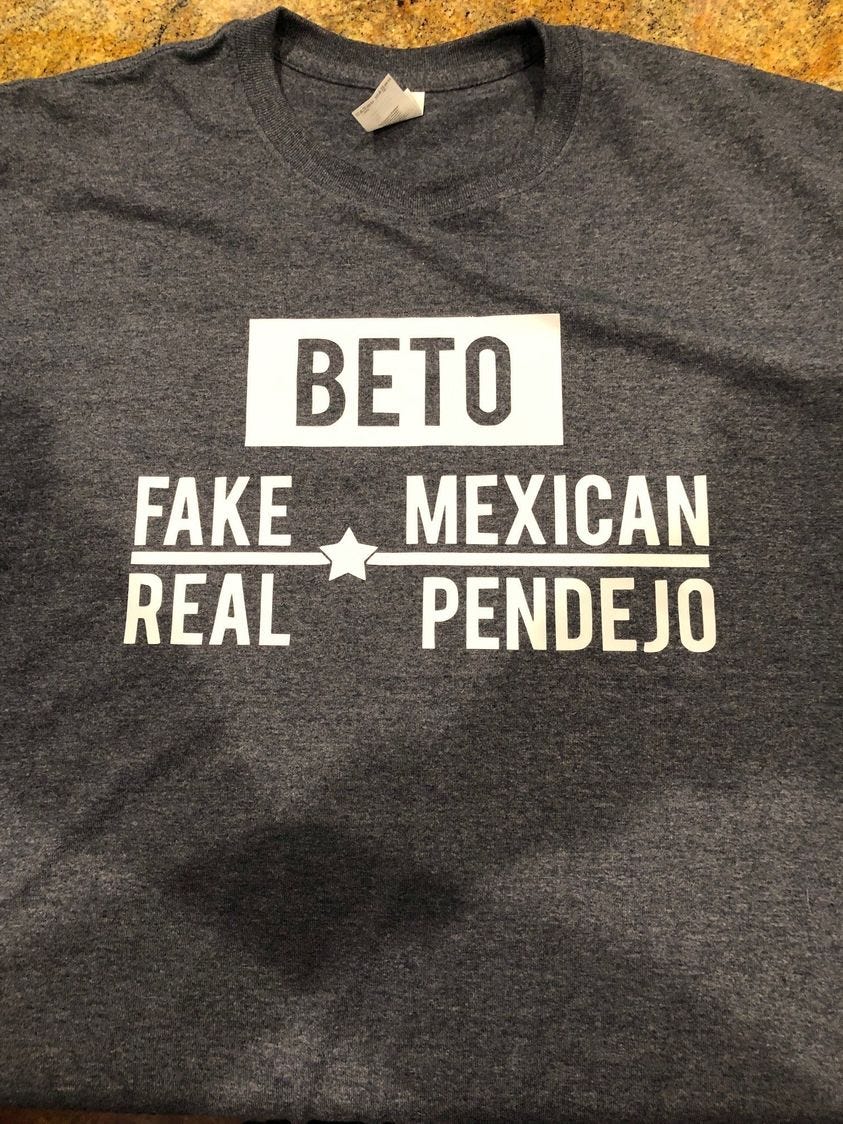 BETO
FAKE MEXICAN
REAL PENDEJO